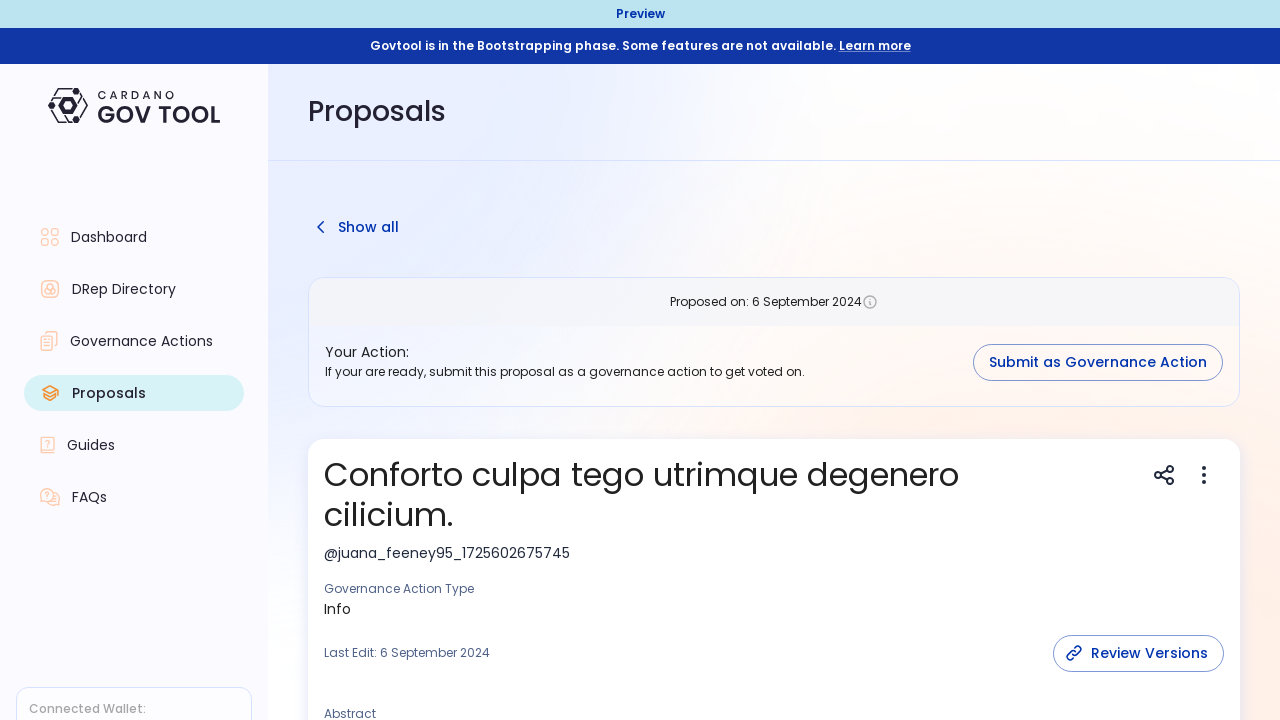 Preview
Govtool is in the Bootstrapping phase. Some features are not available. Learn more
CARDANO
GOV TOOL
Proposals
Dashboard
DRep Directory
Governance Actions
Proposals
Guides
FAQs
Connected Wallet:
Show all
Proposed on: 6 September 2024
Your Action:
If your are ready, submit this proposal as a governance action to get voted on.
Submit as Governance Action
Conforto culpa tego utrimque degenero
cilicium.
@juana_feeney95_1725602675745
Governance Action Type
Info
Last Edit: 6 September 2024
Review Versions
Abstract